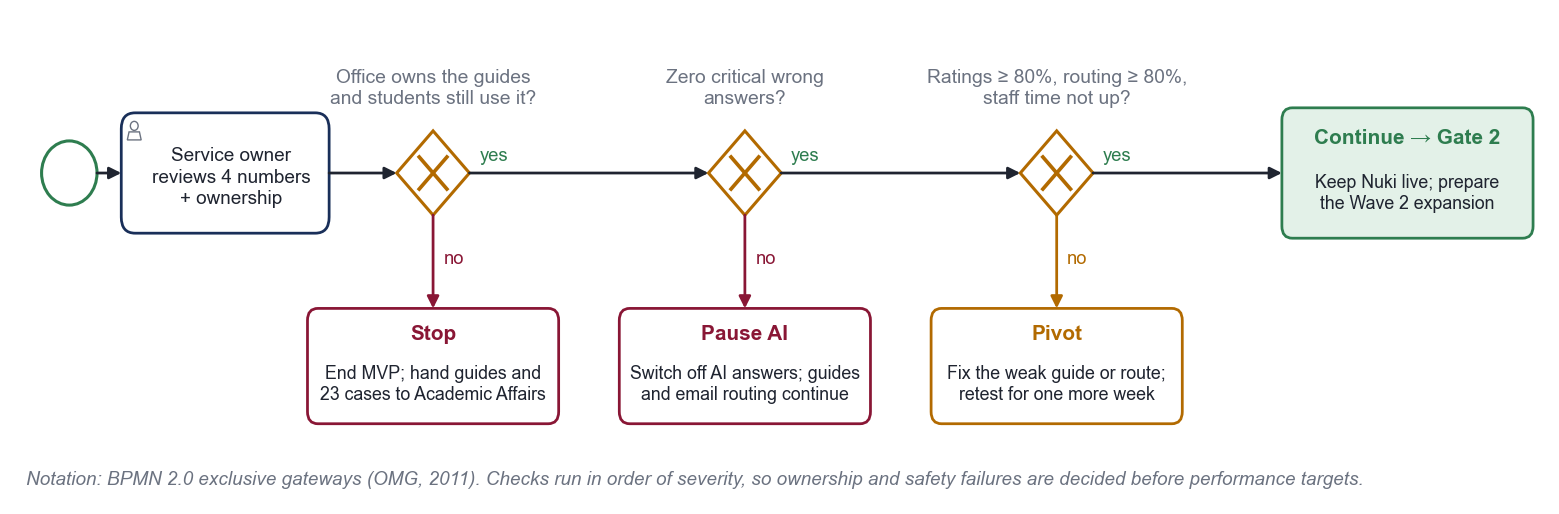 Office owns the guides
and students still use it?
Zero critical wrong
answers?
Ratings ≥ 80%, routing ≥ 80%,
staff time not up?
Service owner
reviews 4 numbers
+ ownership
yes
yes
yes
Continue → Gate 2
Keep Nuki live; prepare
the Wave 2 expansion
no
no
no
Stop
End MVP; hand guides and
23 cases to Academic Affairs
Pause AI
Switch off AI answers; guides
and email routing continue
Pivot
Fix the weak guide or route;
retest for one more week
Notation: BPMN 2.0 exclusive gateways (OMG, 2011). Checks run in order of severity, so ownership and safety failures are decided before performance targets.